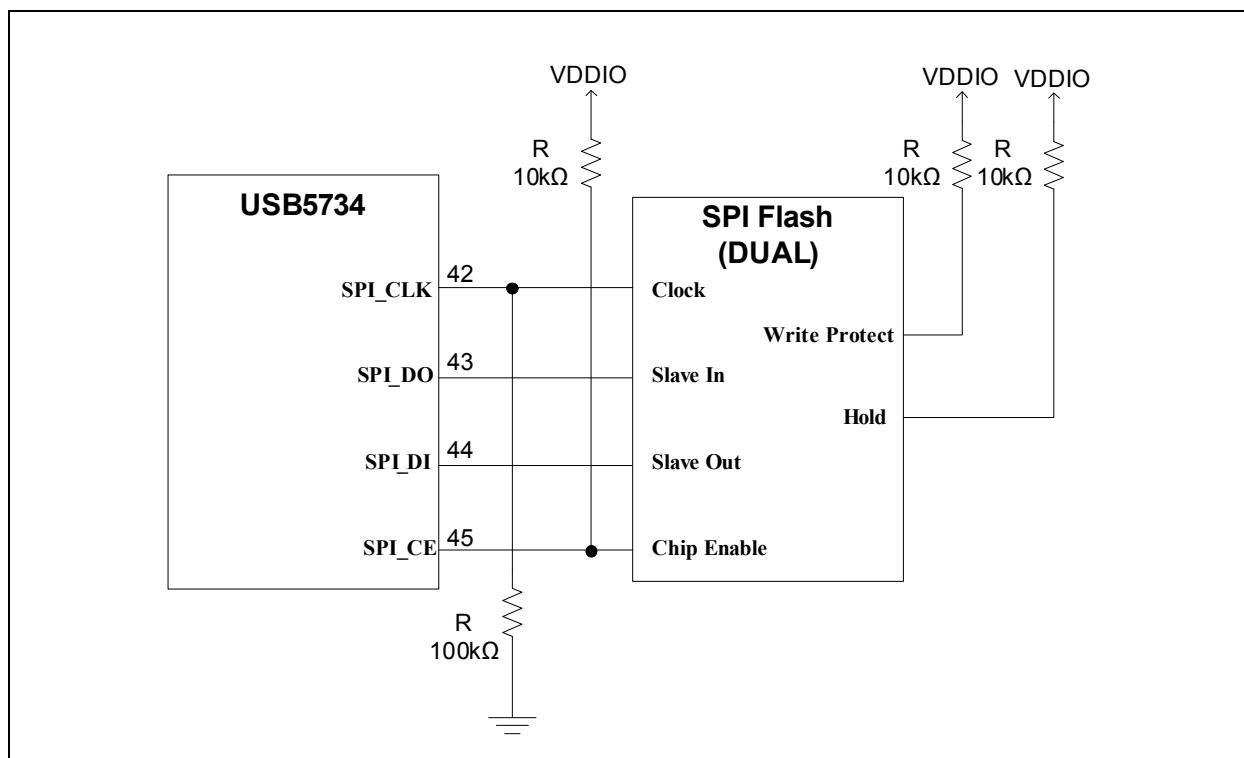 VDDIO
VDDIO
VDDIO
R
10kΩ
R
10kΩ
R
10kΩ
USB5734
SPI Flash
(DUAL)
SPI_CLK
42
Clock
Write Protect
SPI_DO
43
Slave In
Hold
SPI_DI
44
Slave Out
SPI_CE
45
Chip Enable
R
100kΩ